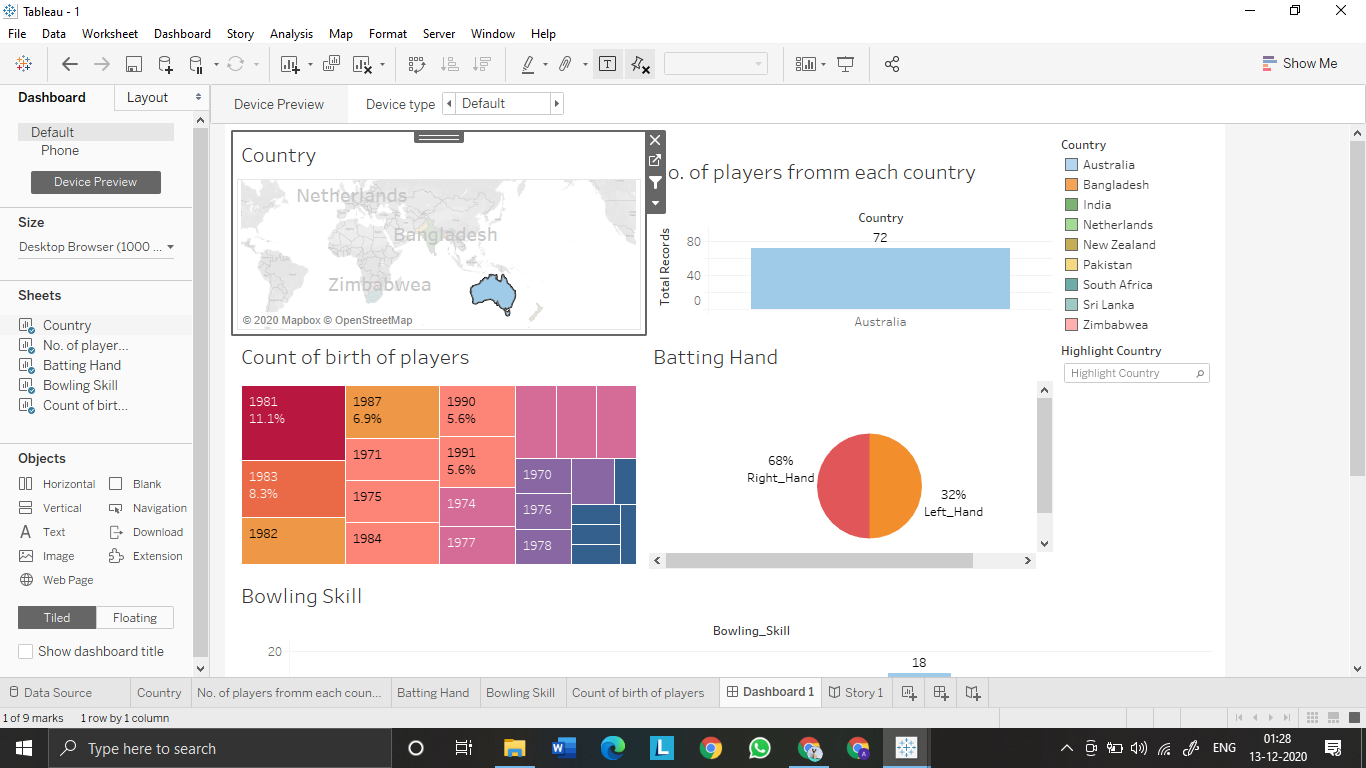 Tableau - 1
File Data Worksheet Dashboard Story Analysis Map Format Server Window Help
Show Me
Dashboard Layout
Device Preview Device type Default
Default
Phone
Device Preview
Size
Desktop Browser (1000 ...
Sheets
Country
No. of player...
Batting Hand
Bowling Skill
Count of birt...
Objects
Horizontal Blank
Vertical Navigation
Text Download
Image Extension
Web Page
Tiled Floating
Show dashboard title
Country
Netherlands
Bangladesh
Zimbabwea
© 2020 Mapbox © OpenStreetMap
o. of players fromm each country
Country
72
Total Records
80
40
0
Australia
Country
Australia
Bangladesh
India
Netherlands
New Zealand
Pakistan
South Africa
Sri Lanka
Zimbabwea
Highlight Country
Highlight Country
Count of birth of players
1981
11.1%
1983
8.3%
1982
1987
6.9%
1971
1975
1984
1990
5.6%
1991
5.6%
1974
1977
1970
1976
1978
Batting Hand
68%
Right_Hand
32%
Left_Hand
Bowling Skill
Bowling_Skill
20
18
Data Source Country No. of players fromm each coun... Batting Hand Bowling Skill Count of birth of players Dashboard 1 Story 1
1 of 9 marks 1 row by 1 column
Type here to search
ENG
01:28
13-12-2020